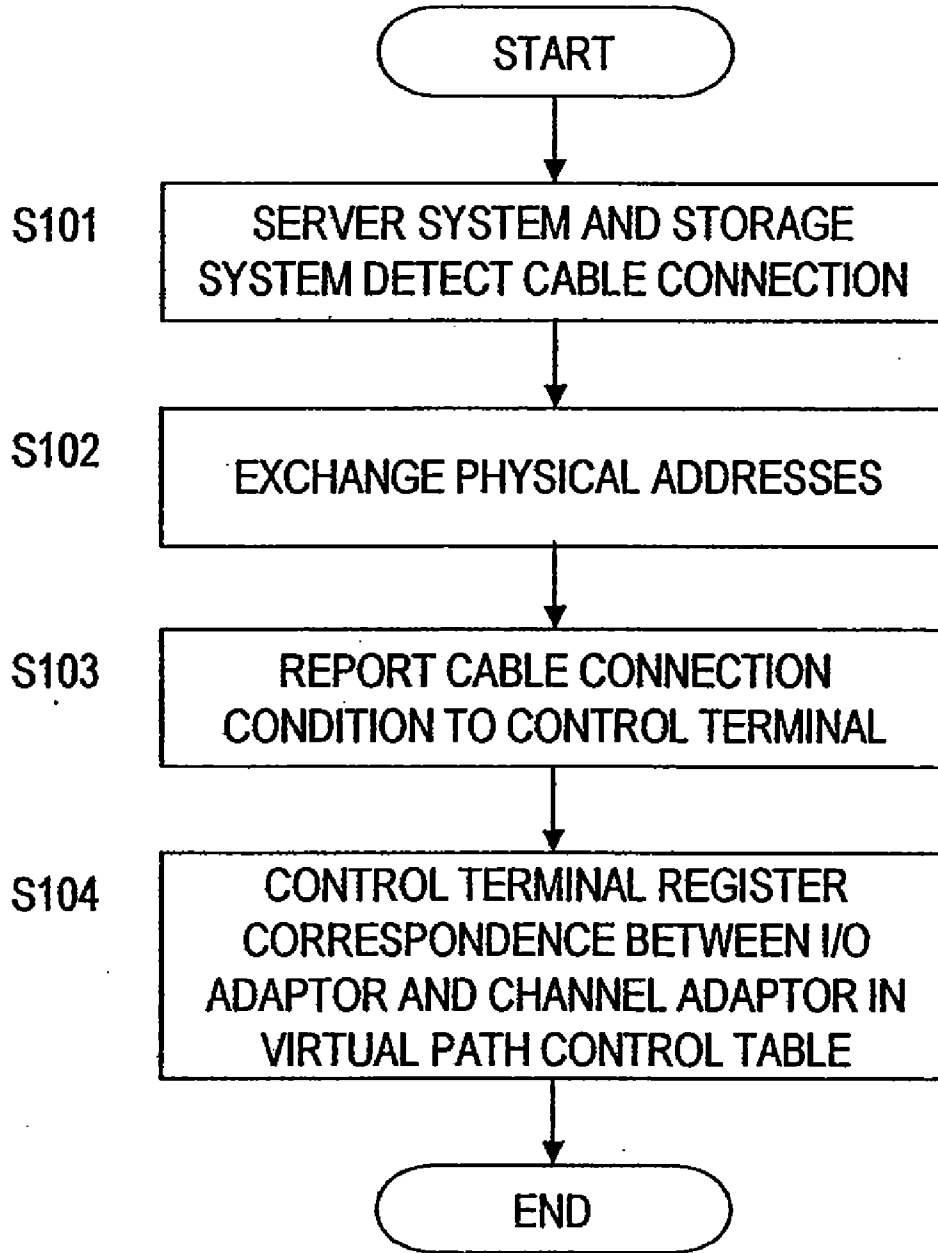 START
S101
SERVER SYSTEM AND STORAGE
SYSTEM DETECT CABLE CONNECTION
S102
EXCHANGE PHYSICAL ADDRESSES
S103
REPORT CABLE CONNECTION
CONDITION TO CONTROL TERMINAL
S104
CONTROL TERMINAL REGISTER
CORRESPONDENCE BETWEEN I/O
ADAPTOR AND CHANNEL ADAPTOR IN
VIRTUAL PATH CONTROL TABLE
END